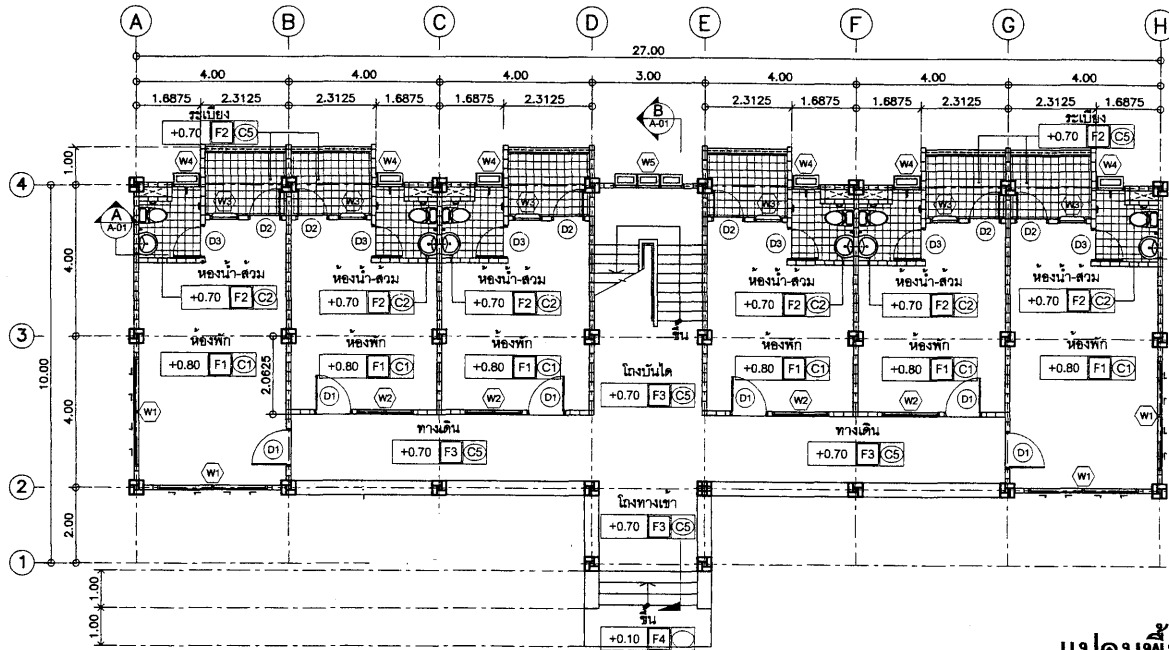 A B C D E F G H
27.00
4.00 4.00 4.00 3.00 4.00 4.00 4.00
1.6875 2.3125 2.3125 1.6875 1.6875 2.3125 2.3125 1.6875 1.6875 2.3125 2.3125 1.6875
ระเบียง B ระเบียง
+0.70 F2 C5 A-01 +0.70 F2 C5
1.00 W4 W4 W4 W5 W4 W4 W4
4
W3 W3 W3 W3 W3 W3
A
A-01 D3 D2 D2 D3 D3 D2 D2 D3 D3 D2 D2 D3
4.00
ห้องน้ำ-ส้วม ห้องน้ำ-ส้วม ห้องน้ำ-ส้วม ห้องน้ำ-ส้วม ห้องน้ำ-ส้วม ห้องน้ำ-ส้วม
+0.70 F2 C2 +0.70 F2 C2 +0.70 F2 C2 +0.70 F2 C2 +0.70 F2 C2 +0.70 F2 C2
3 ขึ้น
ห้องพัก ห้องพัก ห้องพัก ห้องพัก ห้องพัก ห้องพัก
+0.80 F1 C1 +0.80 F1 C1 +0.80 F1 C1 โถงบันได +0.80 F1 C1 +0.80 F1 C1 +0.80 F1 C1
10.00 2.0625 +0.70 F3 C5
4.00 W1 D1 W2 W2 D1 D1 W2 W2 D1 W1
ทางเดิน ทางเดิน
D1 +0.70 F3 C5 +0.70 F3 C5 D1
W1 W1
2
โถงทางเข้า
2.00 +0.70 F3 C5
1
1.00
1.00 ขึ้น
+0.10 F4